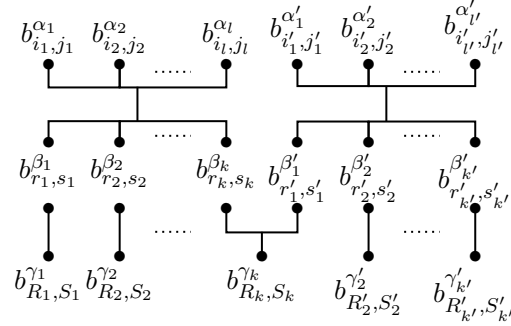 b^{α_1}_{i_1,j_1} b^{α_2}_{i_2,j_2} ...... b^{α_l}_{i_l,j_l} b^{α'_1}_{i'_1,j'_1} b^{α'_2}_{i'_2,j'_2} ...... b^{α'_{l'}}_{i'_{l'},j'_{l'}}
...... ......
b^{β_1}_{r_1,s_1} b^{β_2}_{r_2,s_2} b^{β_k}_{r_k,s_k} b^{β'_1}_{r'_1,s'_1} b^{β'_2}_{r'_2,s'_2} b^{β'_{k'}}_{r'_{k'},s'_{k'}}
...... ......
b^{γ_1}_{R_1,S_1} b^{γ_2}_{R_2,S_2} b^{γ_k}_{R_k,S_k} b^{γ'_2}_{R'_2,S'_2} b^{γ'_{k'}}_{R'_{k'},S'_{k'}}